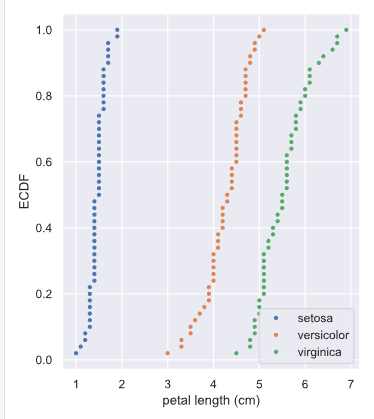 1.0
0.8
0.6
0.4
0.2
0.0
ECDF
setosa
versicolor
virginica
1 2 3 4 5 6 7
petal length (cm)